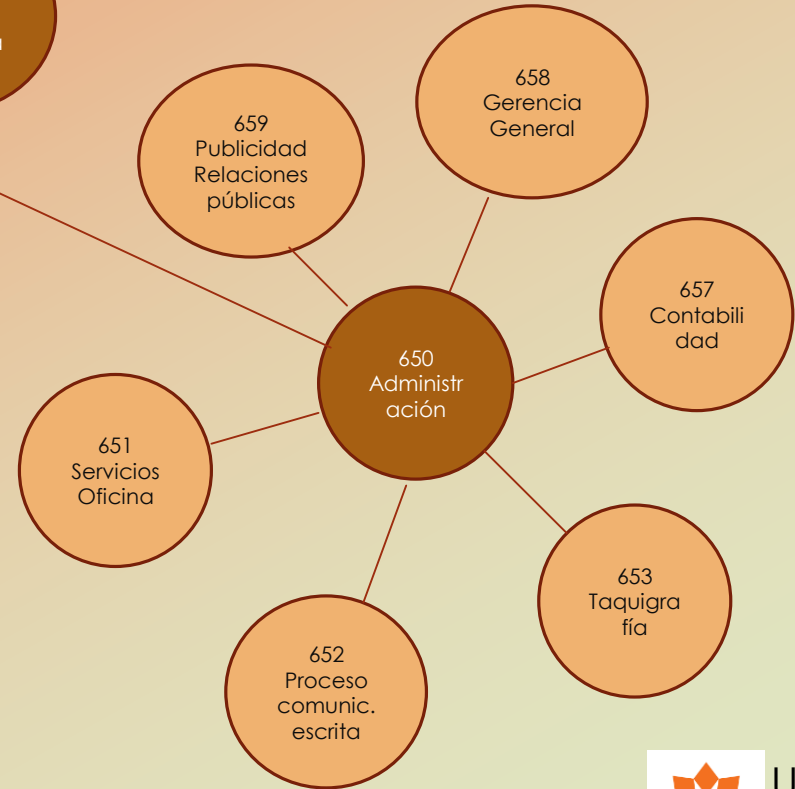 659
Publicidad
Relaciones
públicas
658
Gerencia
General
657
Contabili
dad
650
Administr
ación
651
Servicios
Oficina
653
Taquigra
fía
652
Proceso
comunic.
escrita